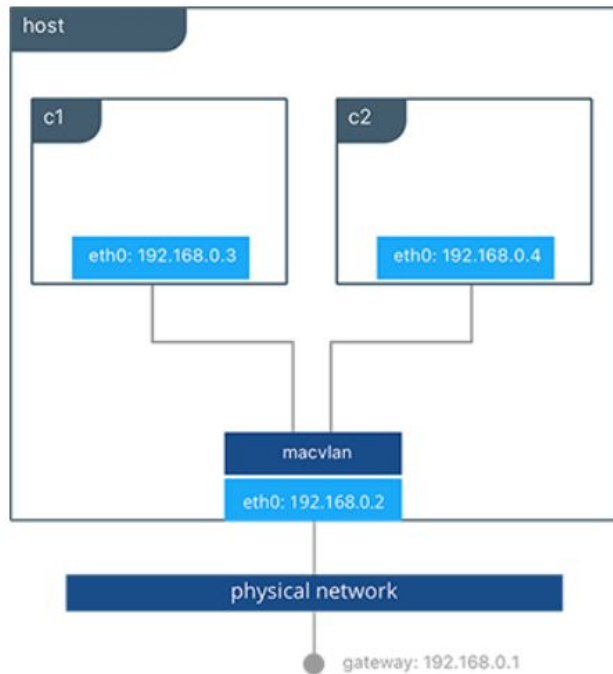 host
c1
c2
eth0: 192.168.0.3
eth0: 192.168.0.4
macvlan
eth0: 192.168.0.2
physical network
gateway: 192.168.0.1